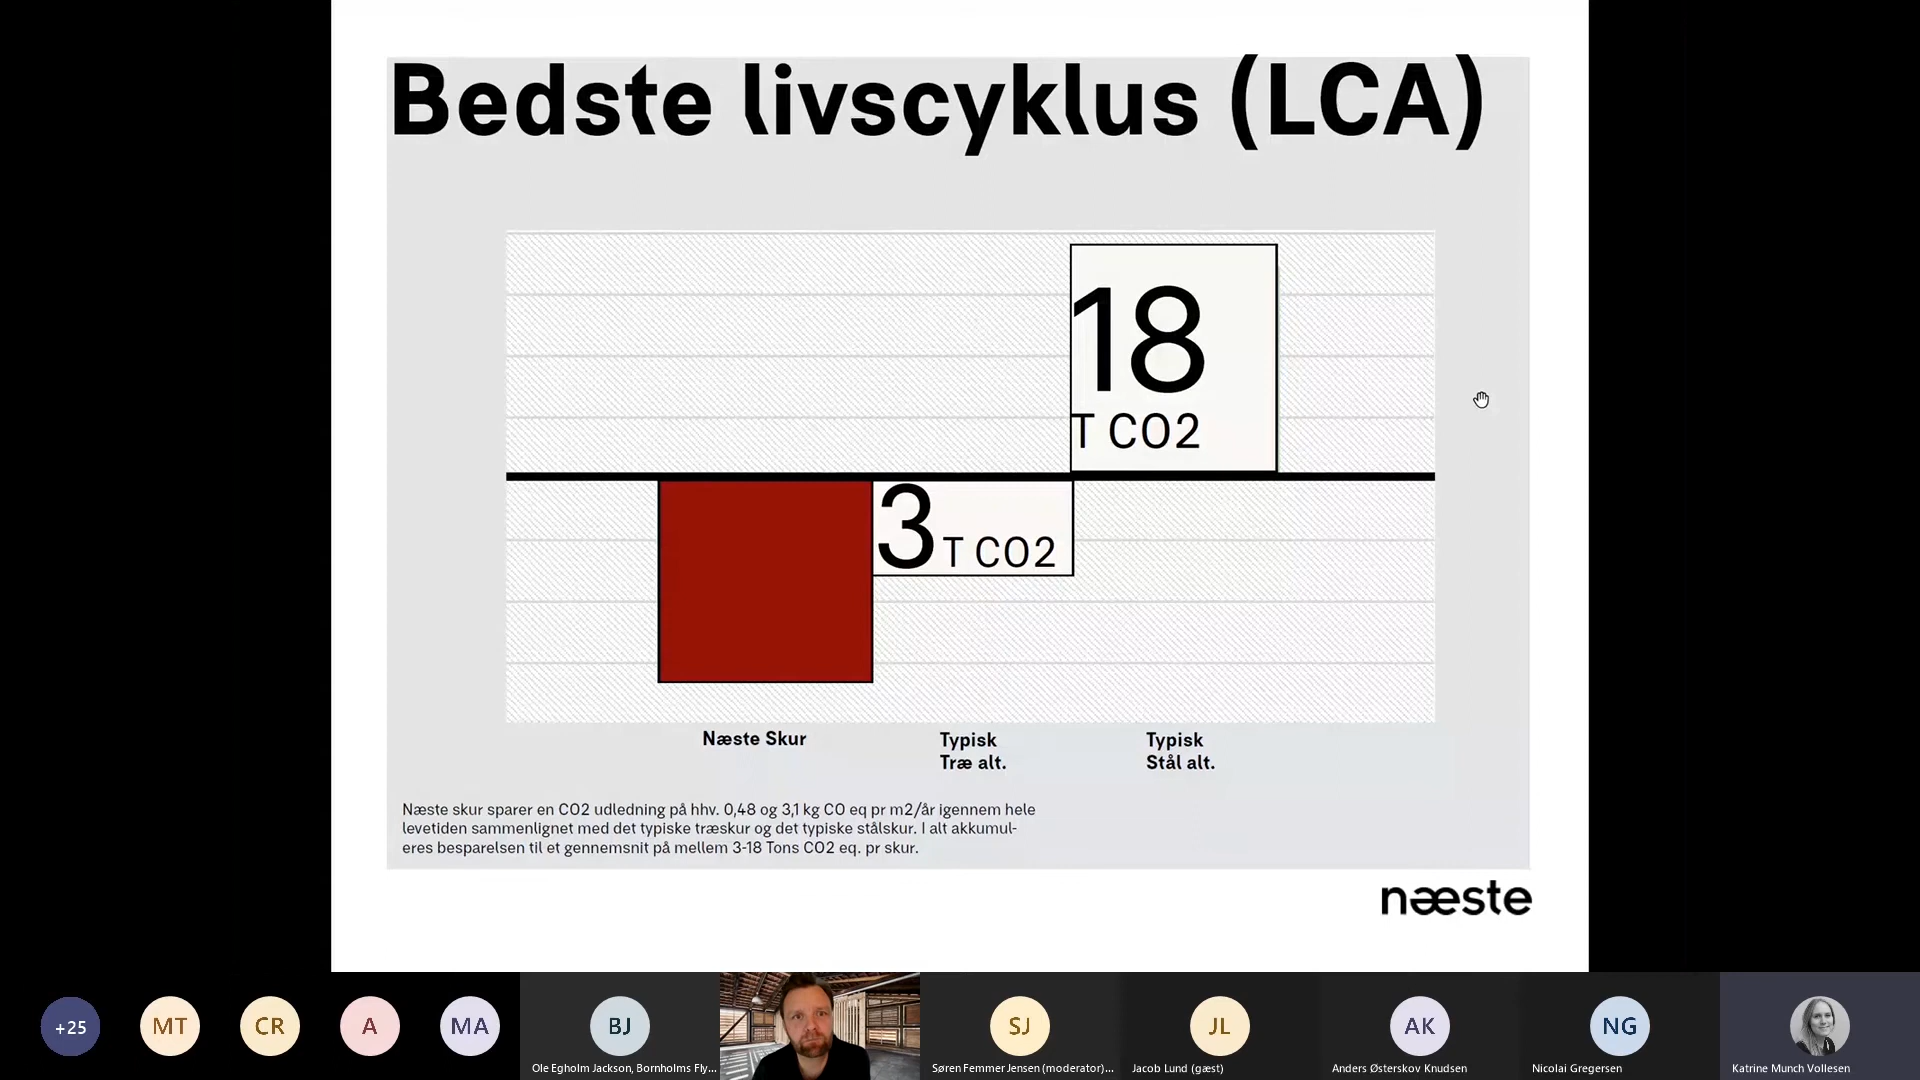 Bedste livscyklus (LCA)
18
T CO2
3 T CO2
Næste Skur
Typisk
Træ alt.
Typisk
Stål alt.
Næste skur sparer en CO2 udledning på hhv. 0,48 og 3,1 kg CO eq pr m2/år igennem hele
levetiden sammenlignet med det typiske træskur og det typiske stålskur. I alt akkumul-
eres besparelsen til et gennemsnit på mellem 3-18 Tons CO2 eq. pr skur.
næste
+25
MT
CR
A
MA
BJ
SJ
JL
AK
NG
Ole Egholm Jackson, Bornholms Fly...
Søren Femmer Jensen (moderator)...
Jacob Lund (gæst)
Anders Østerskov Knudsen
Nicolai Gregersen
Katrine Munch Vollesen